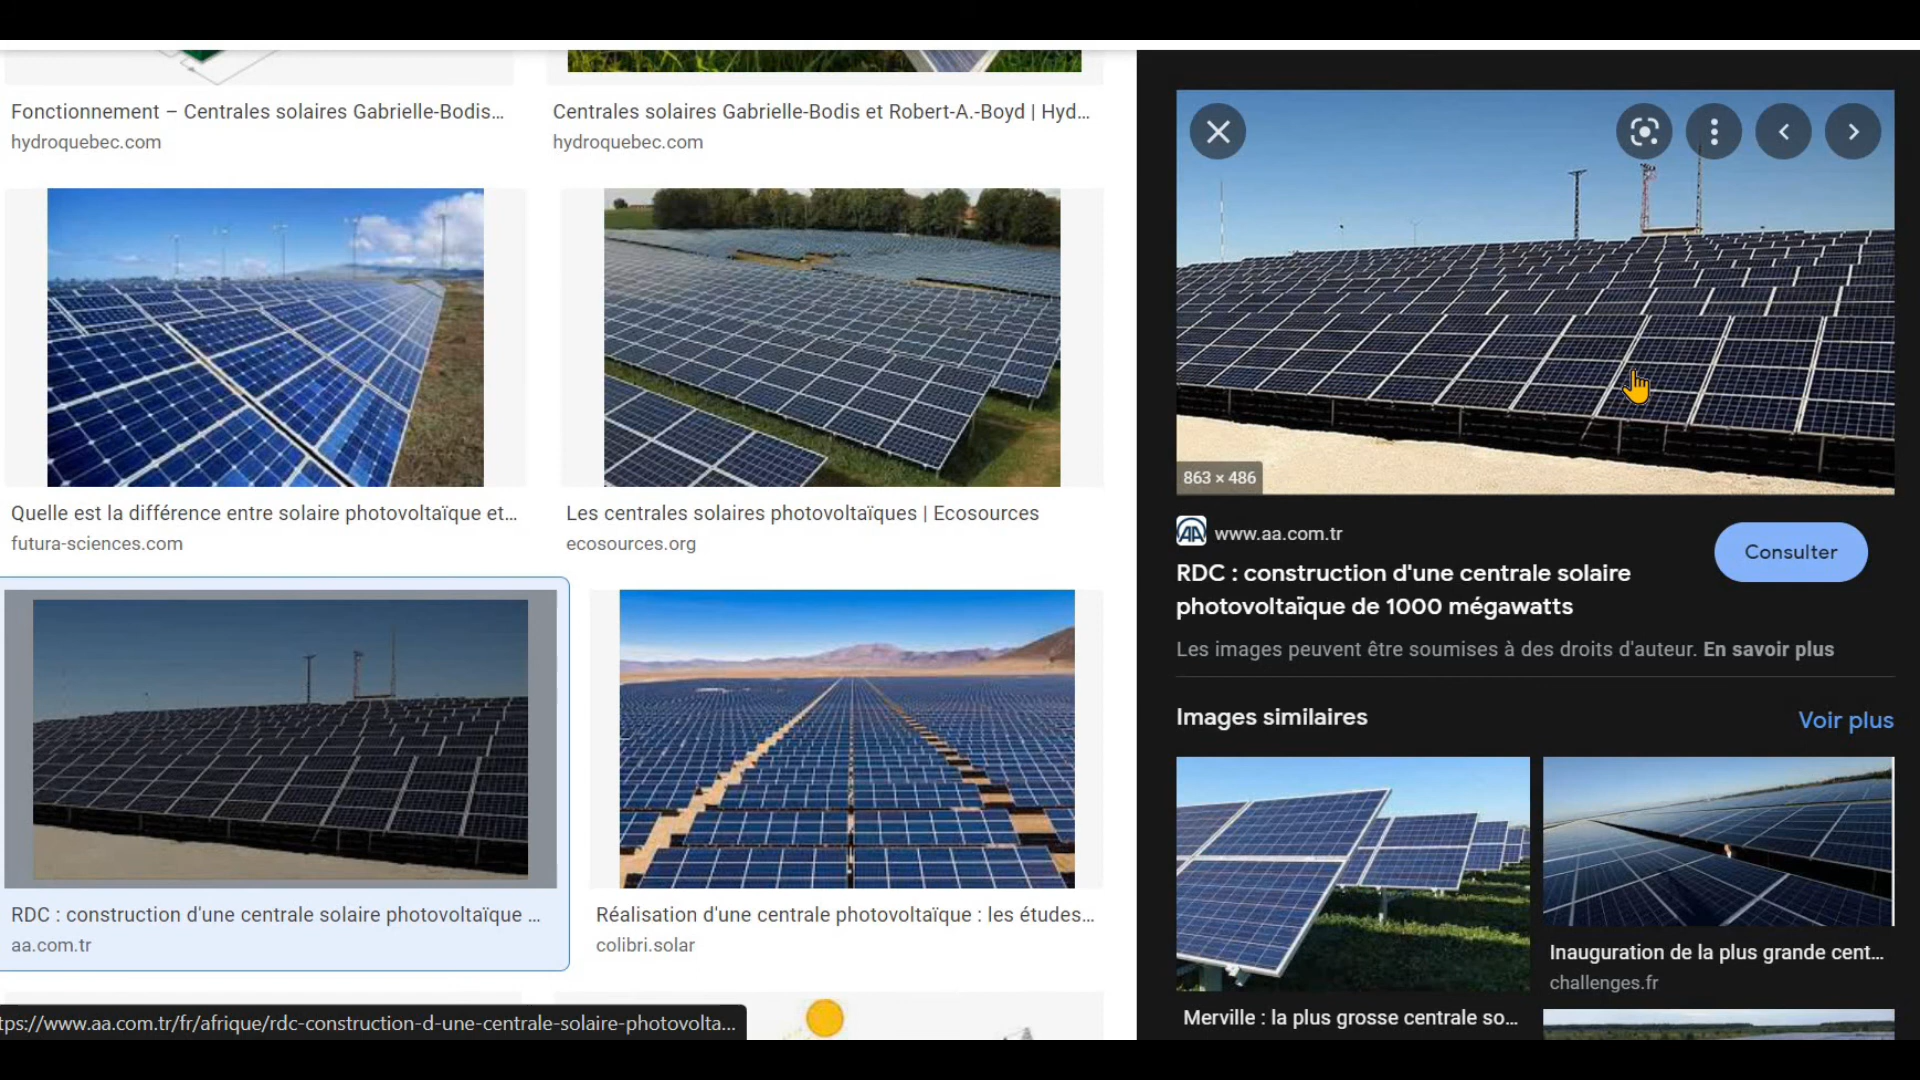 Fonctionnement – Centrales solaires Gabrielle-Bodis...
hydroquebec.com
Centrales solaires Gabrielle-Bodis et Robert-A.-Boyd | Hyd...
hydroquebec.com
Quelle est la différence entre solaire photovoltaïque et...
futura-sciences.com
Les centrales solaires photovoltaïques | Ecosources
ecosources.org
RDC : construction d'une centrale solaire photovoltaïque ...
aa.com.tr
Réalisation d'une centrale photovoltaïque : les études...
colibri.solar
tps://www.aa.com.tr/fr/afrique/rdc-construction-d-une-centrale-solaire-photovolta...
863 × 486
AA
www.aa.com.tr
Consulter
RDC : construction d'une centrale solaire
photovoltaïque de 1000 mégawatts
Les images peuvent être soumises à des droits d'auteur. En savoir plus
Images similaires
Voir plus
Merville : la plus grosse centrale so...
Inauguration de la plus grande cent...
challenges.fr